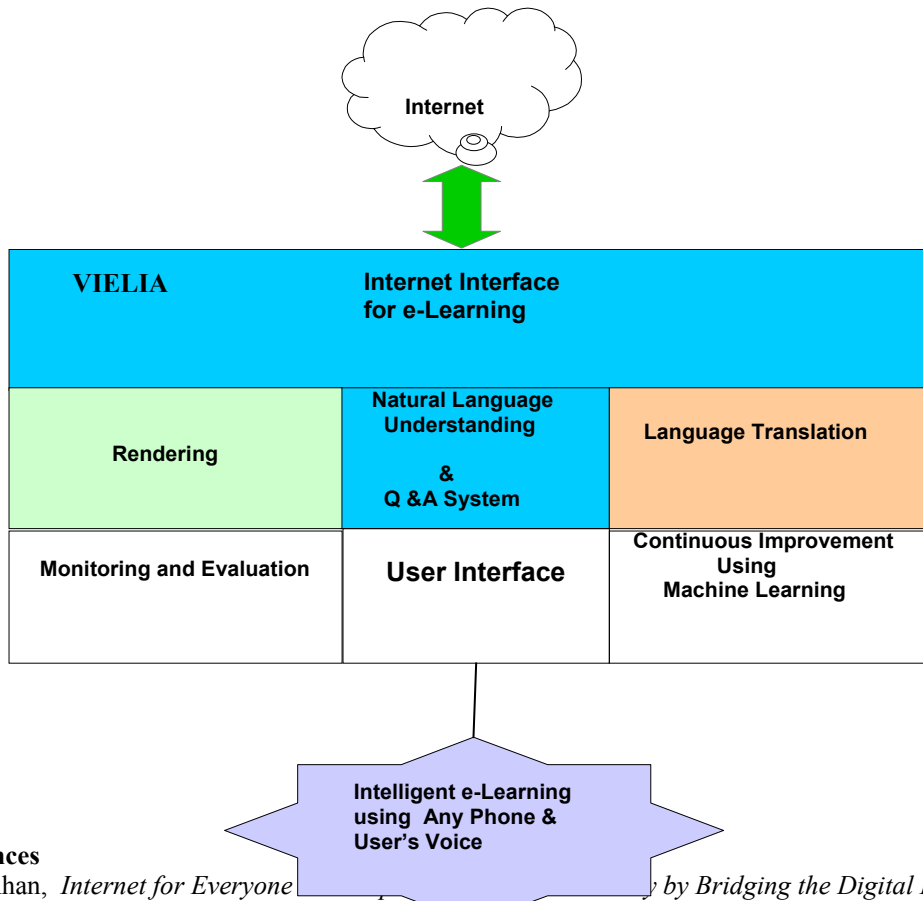 Internet
VIELIA
Internet Interface
for e-Learning
Rendering
Natural Language
Understanding
&
Q &A System
Language Translation
Monitoring and Evaluation
User Interface
Continuous Improvement
Using
Machine Learning
Intelligent e-Learning
using Any Phone &
User's Voice
nces
han, Internet for Everyone y by Bridging the Digital